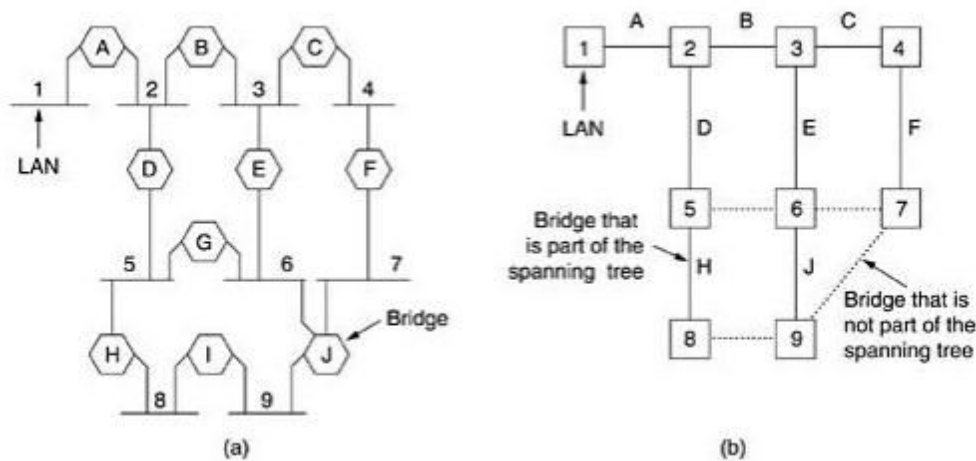 A B C
1 2 3 4
LAN
D E F
G
5 6 7
Bridge
H I J
8 9
(a)
A B C
1 2 3 4
LAN
D E F
5 6 7
Bridge that
is part of the
spanning tree
H J
Bridge that is
not part of the
spanning tree
8 9
(b)